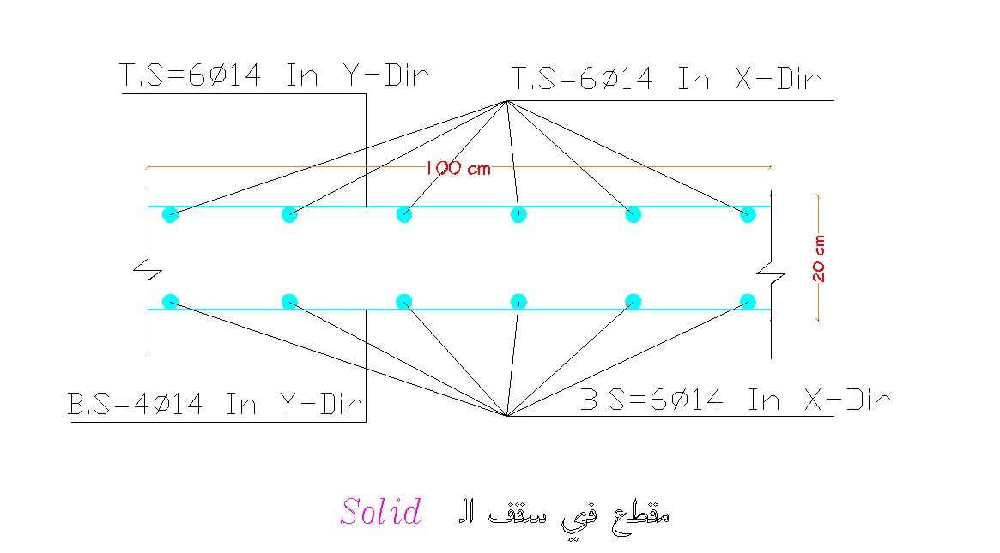 T.S=6Ø14 In Y-Dir
T.S=6Ø14 In X-Dir
100 cm
20 cm
B.S=4Ø14 In Y-Dir
B.S=6Ø14 In X-Dir
مقطع في سقف الـ Solid